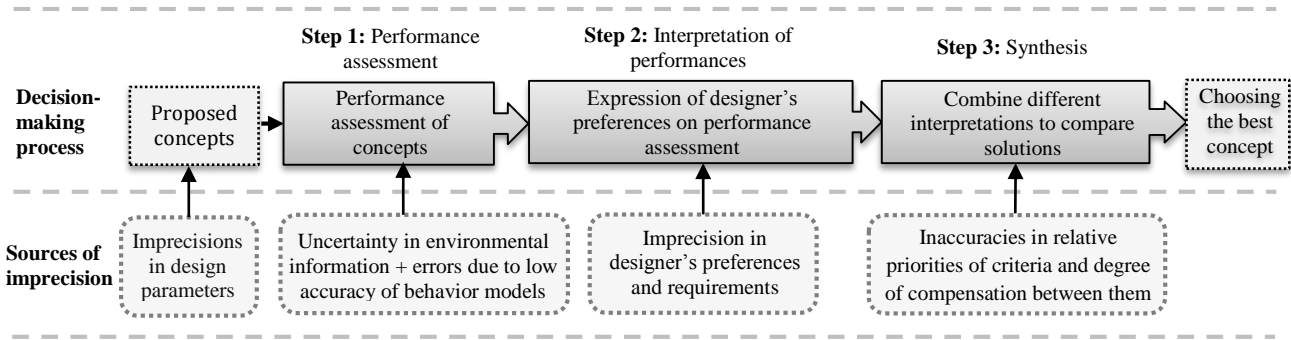 Step 1: Performance
assessment
Step 2: Interpretation of
performances
Step 3: Synthesis
Decision-
making
process
Proposed
concepts
Performance
assessment of
concepts
Expression of designer's
preferences on performance
assessment
Combine different
interpretations to compare
solutions
Choosing
the best
concept
Sources of
imprecision
Imprecisions
in design
parameters
Uncertainty in environmental
information + errors due to low
accuracy of behavior models
Imprecision in
designer's preferences
and requirements
Inaccuracies in relative
priorities of criteria and degree
of compensation between them